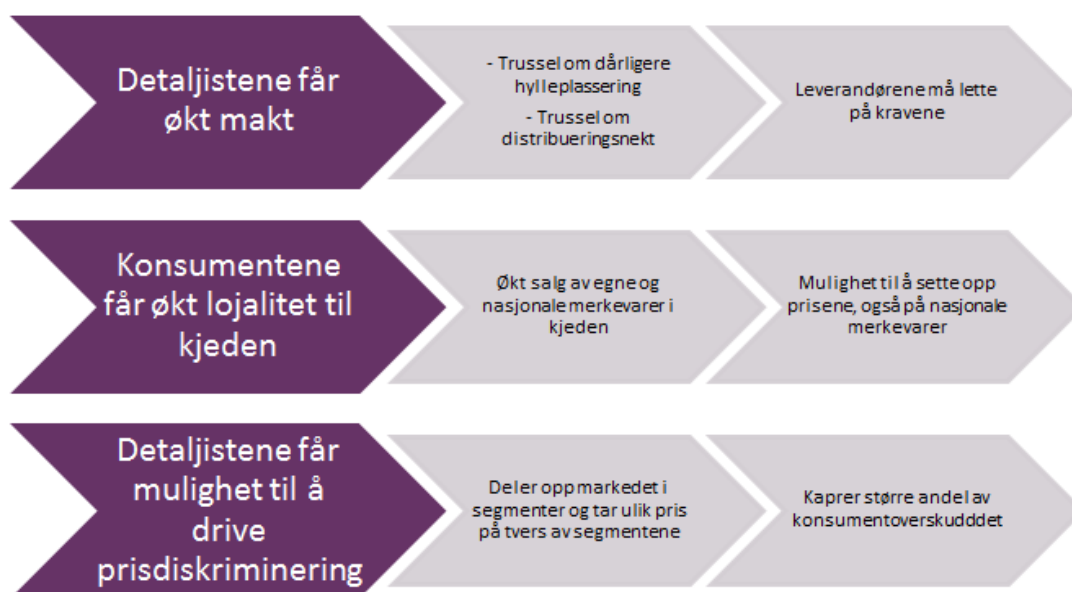 Detaljistene får
økt makt
- Trussel om dårligere
hylleplassering
- Trussel om
distribueringsnekt
Leverandørene må lette
på kravene
Konsumentene
får økt lojalitet til
kjeden
Økt salg av egne og
nasjonale merkevarer i
kjeden
Mulighet til å sette opp
prisene, også på nasjonale
merkevarer
Detaljistene får
mulighet til å
drive
prisdiskriminering
Deler opp markedet i
segmenter og tar ulik pris
på tvers av segmentene
Kaprer større andel av
konsumentoverskudddet